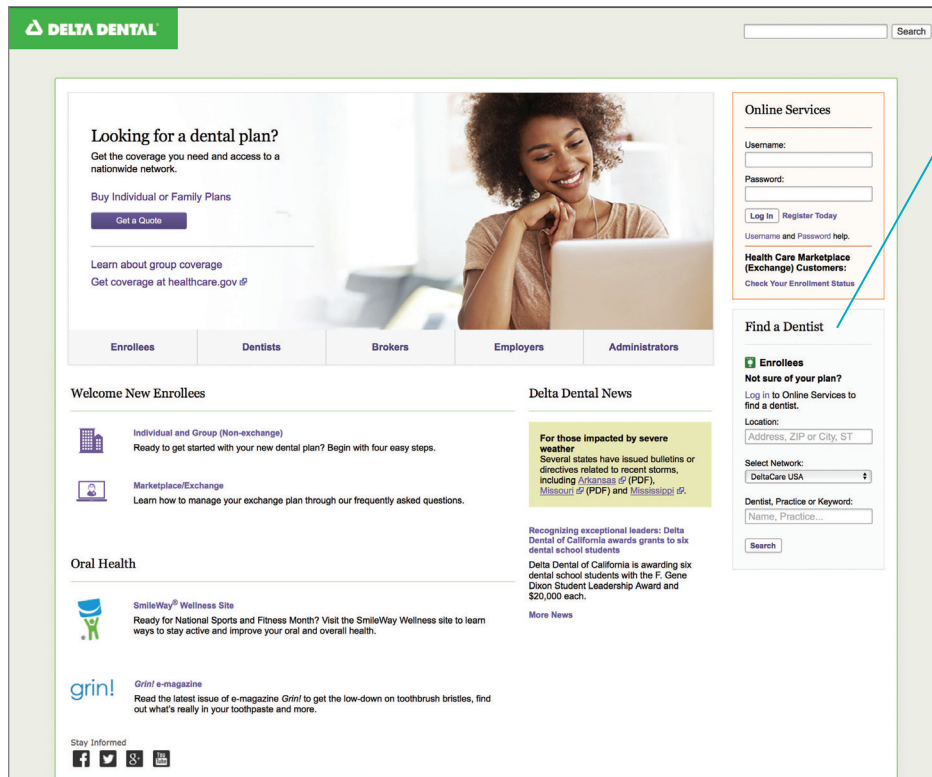 DELTA DENTAL®
Search
Looking for a dental plan?
Get the coverage you need and access to a
nationwide network.
Buy Individual or Family Plans
Get a Quote
Learn about group coverage
Get coverage at healthcare.gov
Enrollees
Dentists
Brokers
Employers
Administrators
Welcome New Enrollees
Individual and Group (Non-exchange)
Ready to get started with your new dental plan? Begin with four easy steps.
Marketplace/Exchange
Learn how to manage your exchange plan through our frequently asked questions.
Oral Health
SmileWay® Wellness Site
Ready for National Sports and Fitness Month? Visit the SmileWay Wellness site to learn
ways to stay active and improve your oral and overall health.
grin!
Grin! e-magazine
Read the latest issue of e-magazine Grin! to get the low-down on toothbrush bristles, find
out what's really in your toothpaste and more.
Stay Informed
You
Tube
Delta Dental News
For those impacted by severe
weather
Several states have issued bulletins or
directives related to recent storms,
including Arkansas (PDF),
Missouri (PDF) and Mississippi.
Recognizing exceptional leaders: Delta
Dental of California awards grants to six
dental school students
Delta Dental of California is awarding six
dental school students with the F. Gene
Dixon Student Leadership Award and
$20,000 each.
More News
Online Services
Username:
Password:
Log In Register Today
Username and Password help.
Health Care Marketplace
(Exchange) Customers:
Check Your Enrollment Status
Find a Dentist
Enrollees
Not sure of your plan?
Log in to Online Services to
find a dentist.
Location:
Address, ZIP or City, ST
Select Network:
DeltaCare USA
Dentist, Practice or Keyword:
Name, Practice...
Search